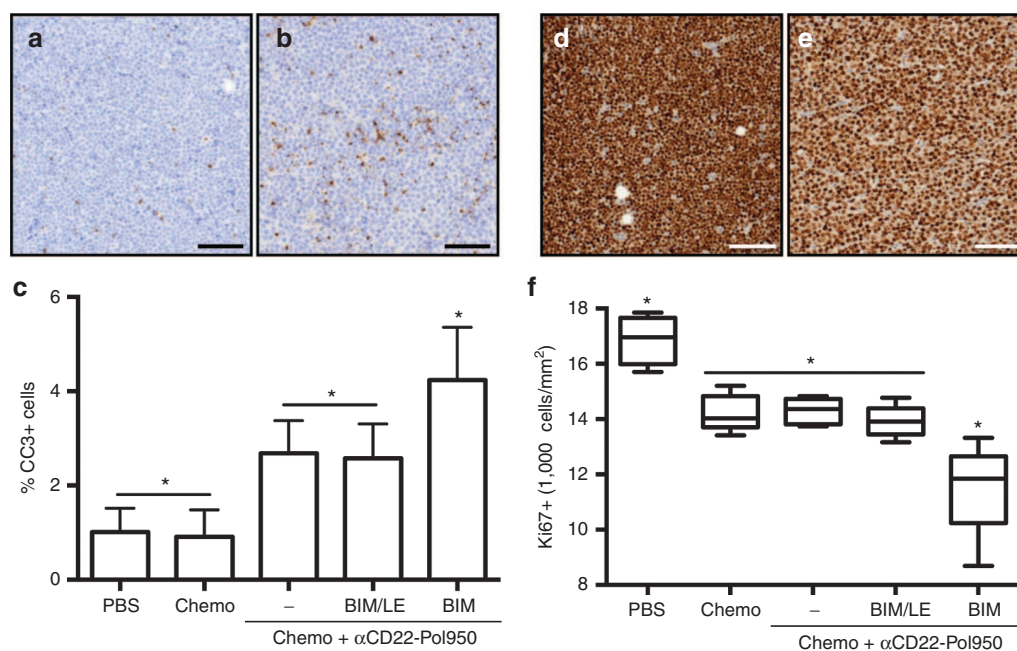 a b d e
c
6
4
2
0
% CC3+ cells
*
*
*
PBS Chemo – BIM/LE BIM
Chemo + αCD22-Pol950
f
18
16
14
12
10
8
Ki67+ (1,000 cells/mm²)
*
*
*
PBS Chemo – BIM/LE BIM
Chemo + αCD22-Pol950